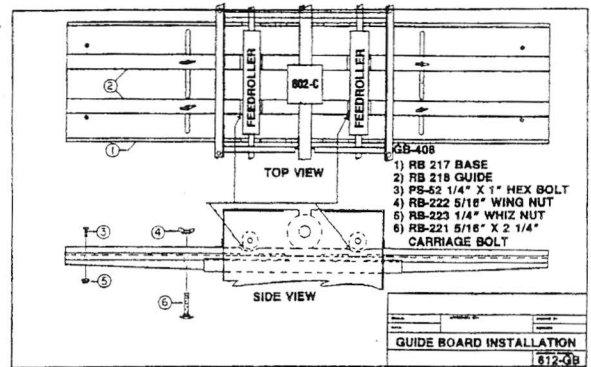 FEEDROLLER
602-C
FEEDROLLER
2
1
TOP VIEW
GB-408
1) RB 217 BASE
2) RB 218 GUIDE
3) PS-52 1/4" X 1" HEX BOLT
4) RB-222 5/16" WING NUT
5) RB-223 1/4" WHIZ NUT
6) RB-221 5/16" X 2 1/4"
CARRIAGE BOLT
3
4
5
6
SIDE VIEW
GUIDE BOARD INSTALLATION
612-GB